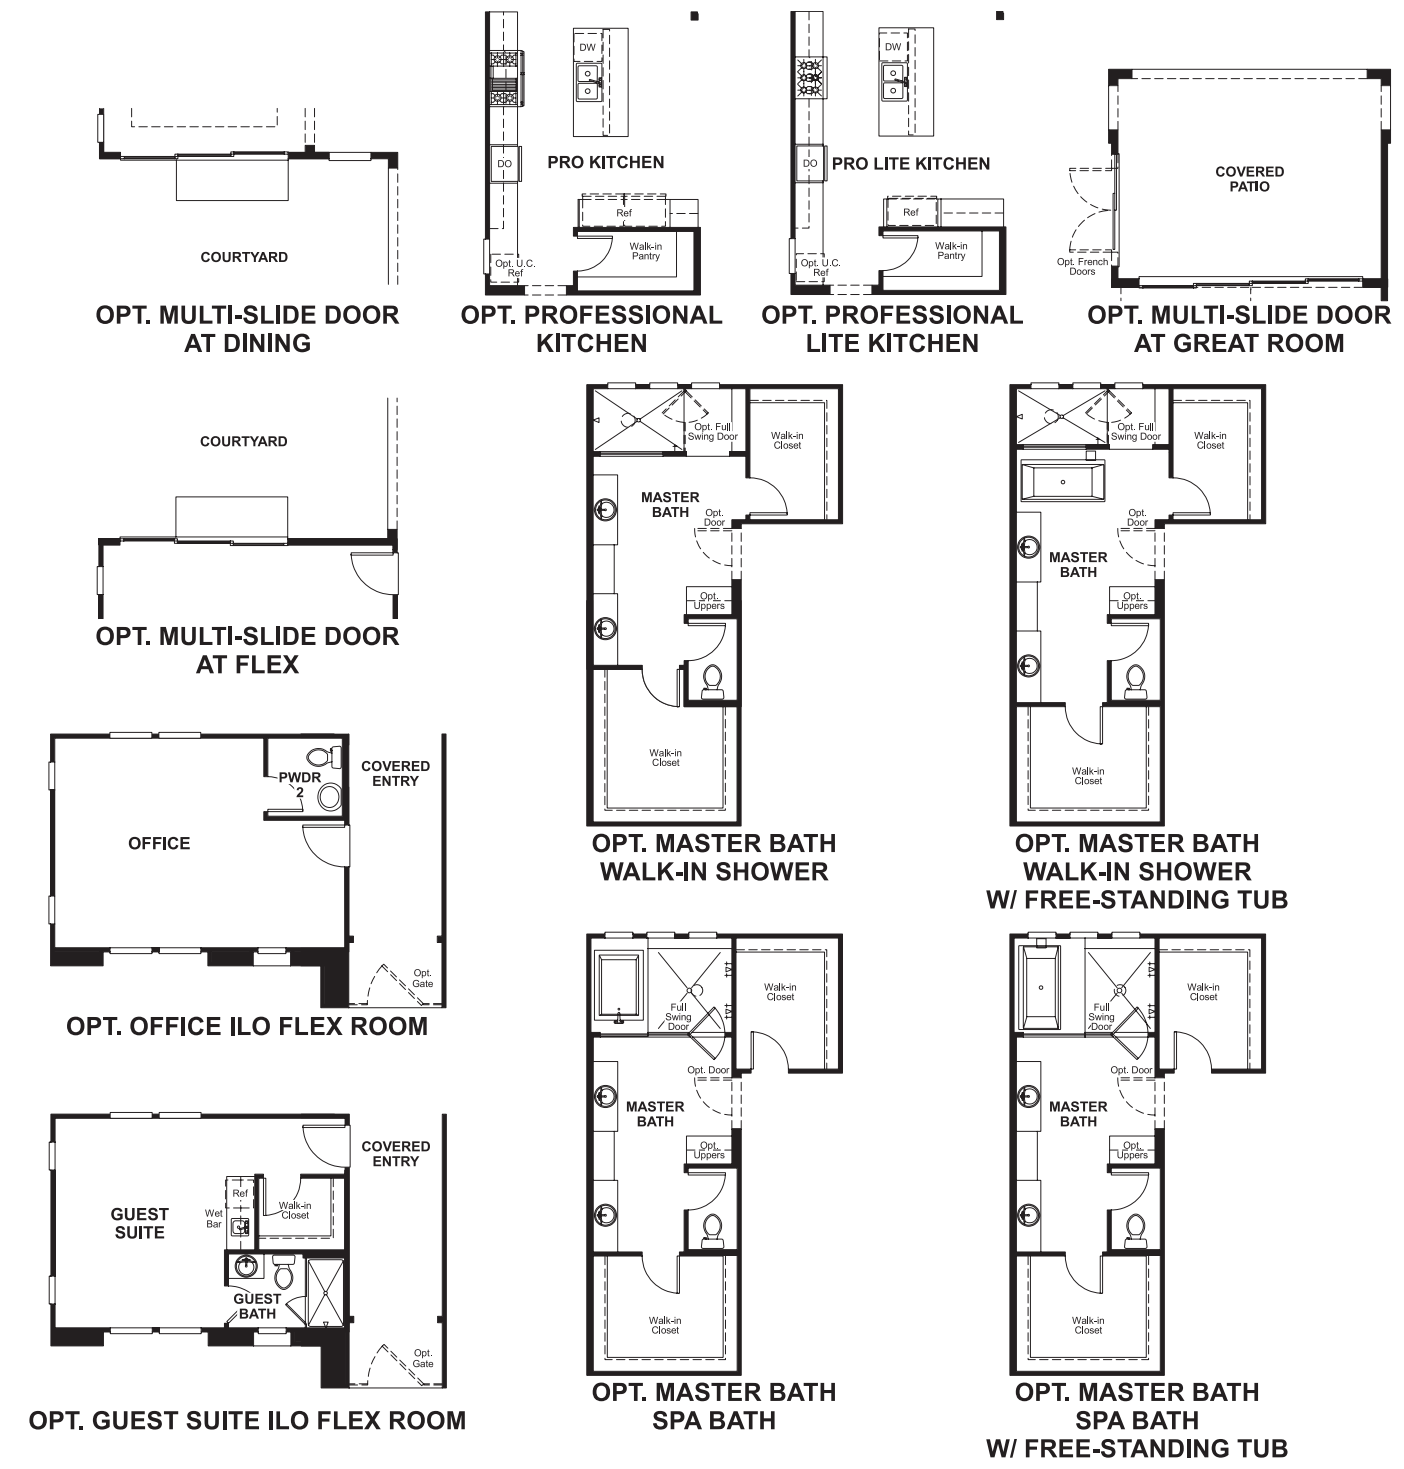 COURTYARD
OPT. MULTI-SLIDE DOOR
AT DINING
DW
DO
PRO KITCHEN
Ref
Walk-in
Pantry
Opt. U.C.
Ref
OPT. PROFESSIONAL
KITCHEN
DW
DO
PRO LITE KITCHEN
Ref
Walk-in
Pantry
Opt. U.C.
Ref
OPT. PROFESSIONAL
LITE KITCHEN
COVERED
PATIO
Opt. French
Doors
OPT. MULTI-SLIDE DOOR
AT GREAT ROOM
COURTYARD
OPT. MULTI-SLIDE DOOR
AT FLEX
Opt. Full
Swing Door
Walk-in
Closet
MASTER
BATH
Opt.
Door
Opt.
Uppers
Walk-in
Closet
OPT. MASTER BATH
WALK-IN SHOWER
Opt. Full
Swing Door
Walk-in
Closet
Opt.
Door
MASTER
BATH
Opt.
Uppers
Walk-in
Closet
OPT. MASTER BATH
WALK-IN SHOWER
W/ FREE-STANDING TUB
PWDR
2
COVERED
ENTRY
OFFICE
Opt.
Gate
OPT. OFFICE ILO FLEX ROOM
Full
Swing
Door
Walk-in
Closet
Opt. Door
MASTER
BATH
Opt.
Uppers
Walk-in
Closet
OPT. MASTER BATH
SPA BATH
Full
Swing
Door
Walk-in
Closet
Opt. Door
MASTER
BATH
Opt.
Uppers
Walk-in
Closet
OPT. MASTER BATH
SPA BATH
W/ FREE-STANDING TUB
COVERED
ENTRY
Ref
Wet
Bar
Walk-in
Closet
GUEST
SUITE
GUEST
BATH
Opt.
Gate
OPT. GUEST SUITE ILO FLEX ROOM